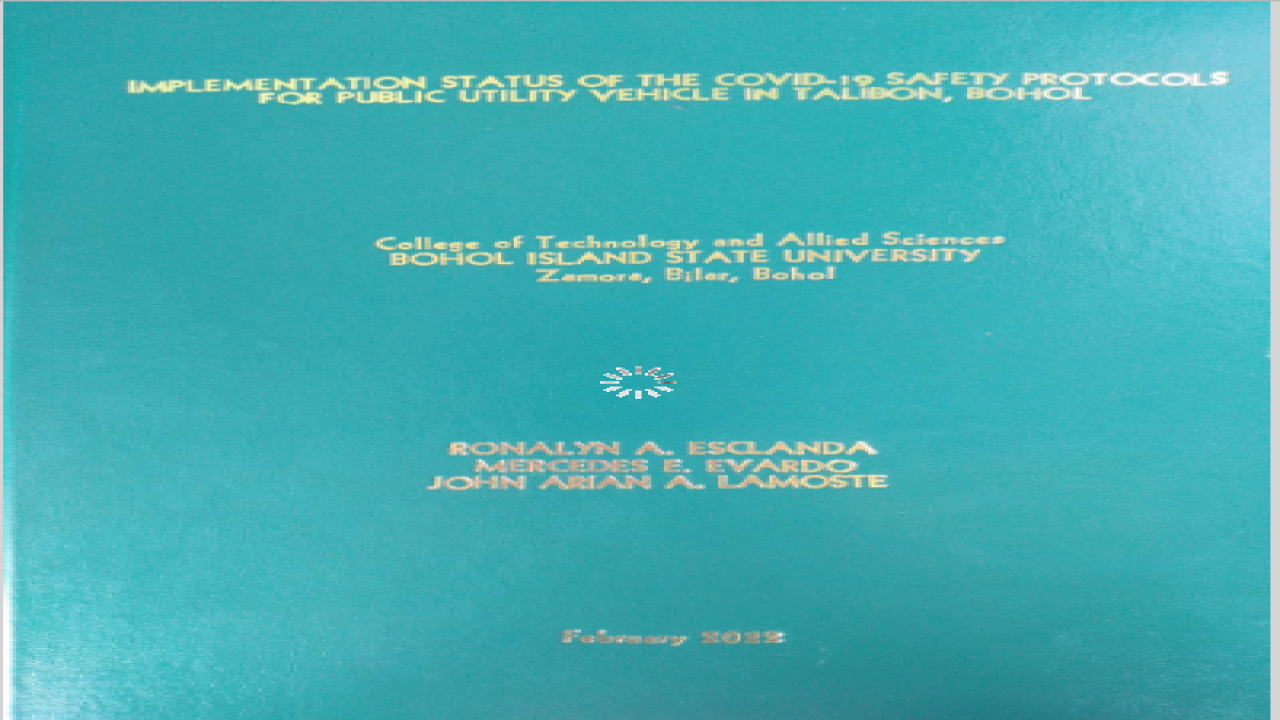 IMPLEMENTATION STATUS OF THE COVID-19 SAFETY PROTOCOLS
FOR PUBLIC UTILITY VEHICLE IN TALIBON, BOHOL
College of Technology and Allied Sciences
BOHOL ISLAND STATE UNIVERSITY
Zamora, Bilar, Bohol
RONALYN A. ESCLANDA
MERCEDES E. EVARDO
JOHN ARIAN A. LAMOSTE
February 2022